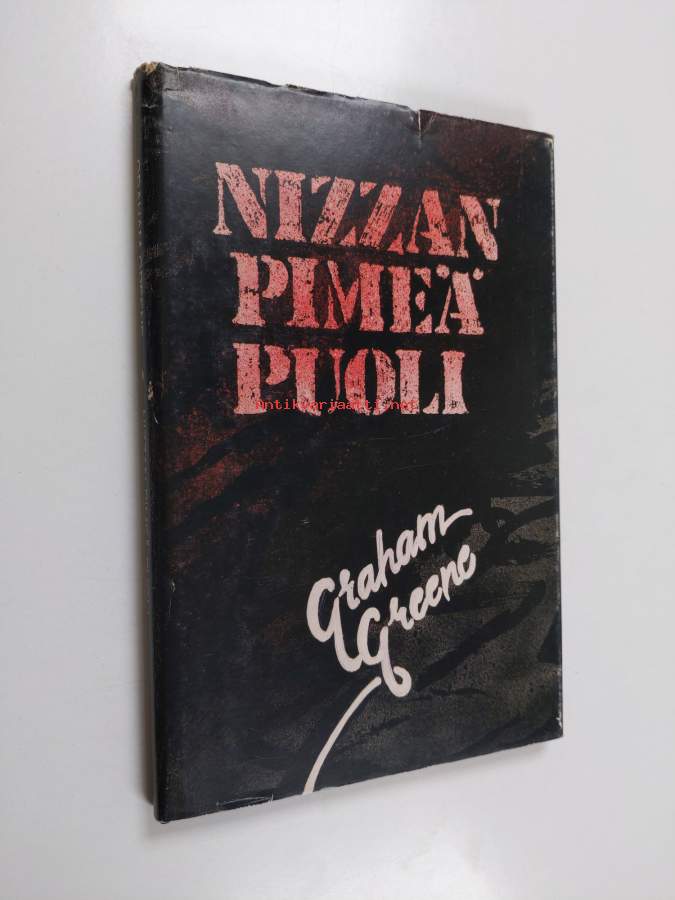 NIZZAN
PIMEÄ
PUOLI
Antikvariaatti.net
Graham
Greene